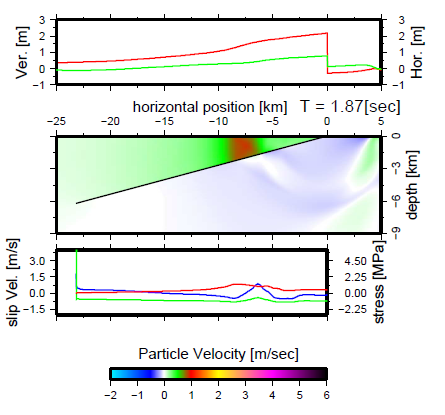 3 3
2 2
1 1
0 0
−1 −1
Ver. [m]
Hor. [m]
horizontal position [km] T = 1.87[sec]
−25 −20 −15 −10 −5 0 5
0
−3
−6
−9
depth [km]
3.0 4.50
1.5 2.25
0.0 0.00
−1.5 −2.25
slip Vel. [m/s]
stress [MPa]
Particle Velocity [m/sec]
−2 −1 0 1 2 3 4 5 6